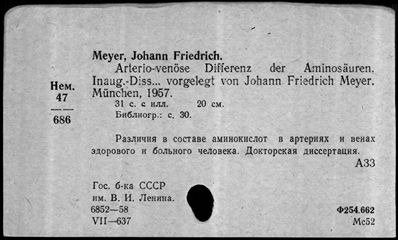 Meyer, Johann Friedrich.
Arterio-venöse Differenz der Aminosäuren.
Inaug.-Diss... vorgelegt von Johann Friedrich Meyer.
München, 1957.
31 с. с илл. 20 см.
Библиогр.: с. 30.
Нем.
47
686
Различия в составе аминокислот в артериях и венах
здорового и больного человека. Докторская диссертация.
А33
Гос. б-ка СССР
им. В. И. Ленина.
6852—58
VII—637
Ф254.662
Мс52